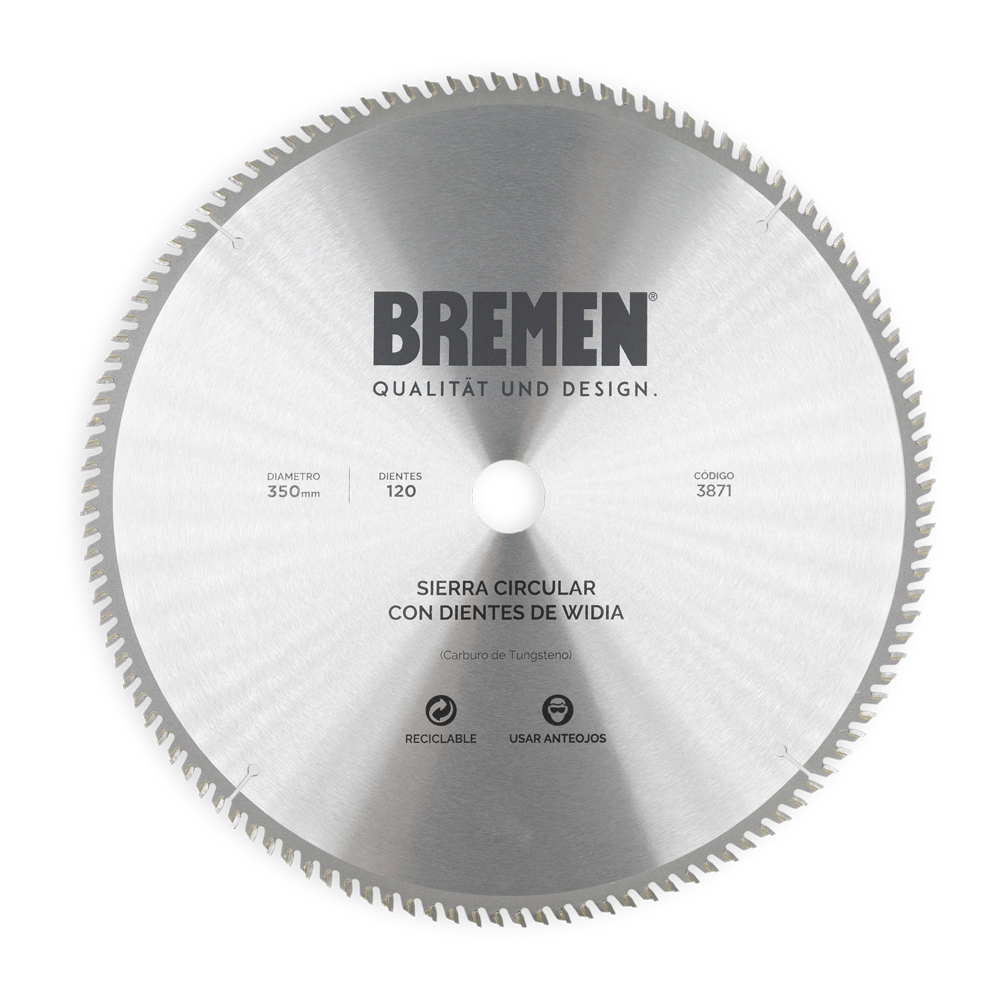 BREMEN®
QUALITÄT UND DESIGN.
DIAMETRO
350mm
DIENTES
120
CÓDIGO
3871
SIERRA CIRCULAR
CON DIENTES DE WIDIA
(Carburo de Tungsteno)
RECICLABLE
USAR ANTEOJOS